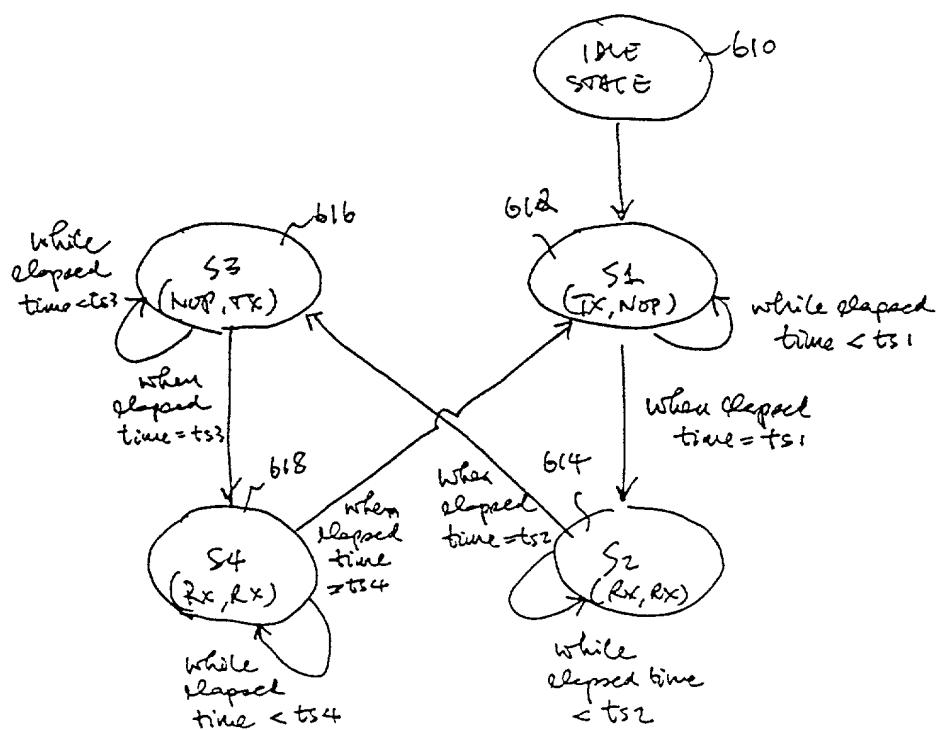 IDLE
STATE
610
616
612
while
elapsed
time < ts3
S3
(NOP, TX)
S1
(TX, NOP)
while elapsed
time < ts1
when
elapsed
time = ts3
when elapsed
time = ts1
618
614
when
elapsed
time = ts2
when
elapsed
time
= ts4
S4
(RX, RX)
S2
(RX, RX)
while
elapsed
time < ts4
while
elapsed time
< ts2